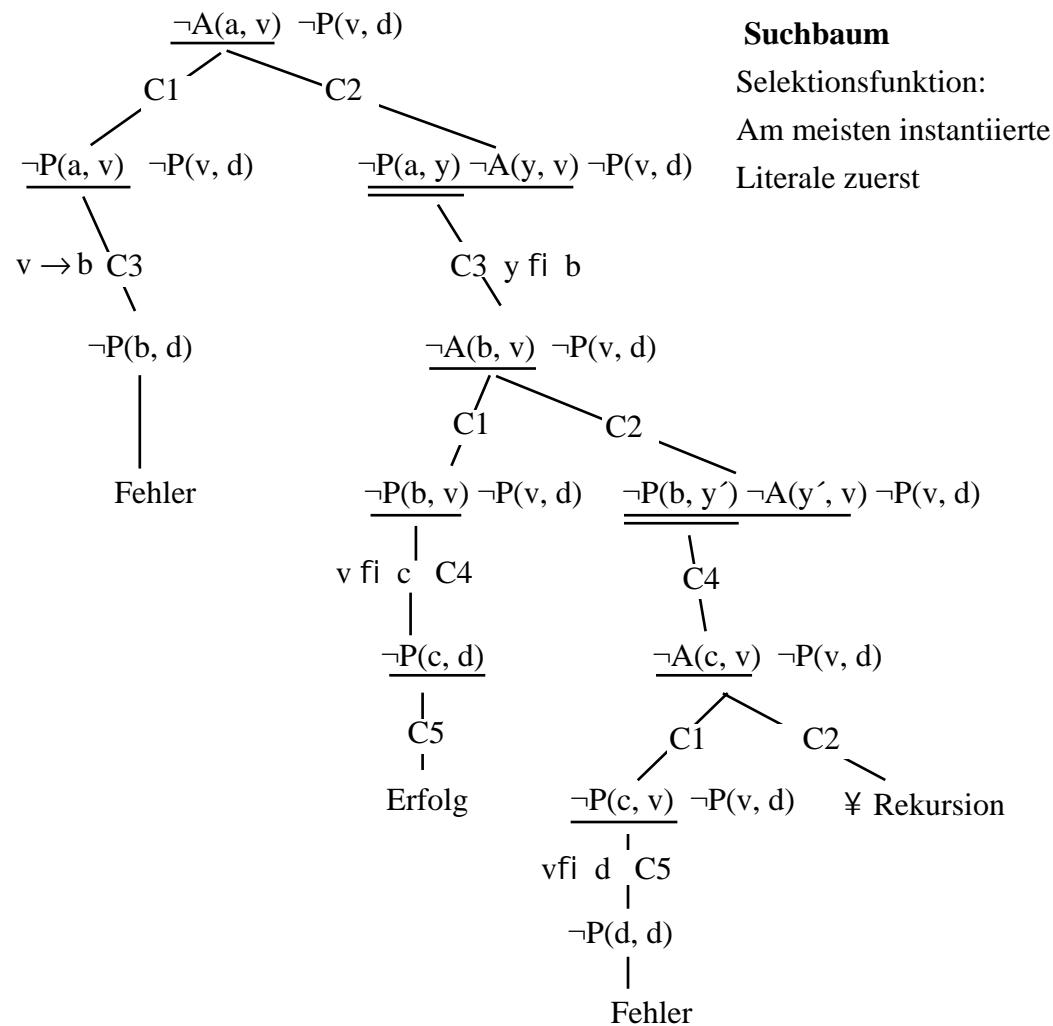 ¬A(a, v) ¬P(v, d)
Suchbaum
Selektionsfunktion:
Am meisten instantiierte
Literale zuerst
C1 C2
¬P(a, v) ¬P(v, d) ¬P(a, y) ¬A(y, v) ¬P(v, d)
v → b C3 C3 y fi b
¬P(b, d) ¬A(b, v) ¬P(v, d)
C1 C2
Fehler ¬P(b, v) ¬P(v, d) ¬P(b, y´) ¬A(y´, v) ¬P(v, d)
v fi c C4 C4
¬P(c, d) ¬A(c, v) ¬P(v, d)
C5 C1 C2
Erfolg ¬P(c, v) ¬P(v, d) ¥ Rekursion
vfi d C5
¬P(d, d)
Fehler